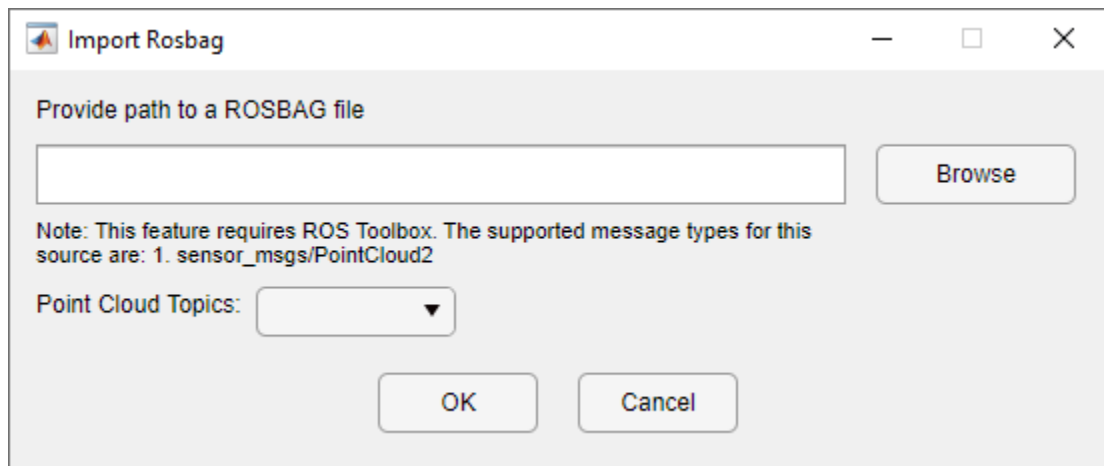 Import Rosbag
Provide path to a ROSBAG file
Browse
Note: This feature requires ROS Toolbox. The supported message types for this
source are: 1. sensor_msgs/PointCloud2
Point Cloud Topics:
OK
Cancel